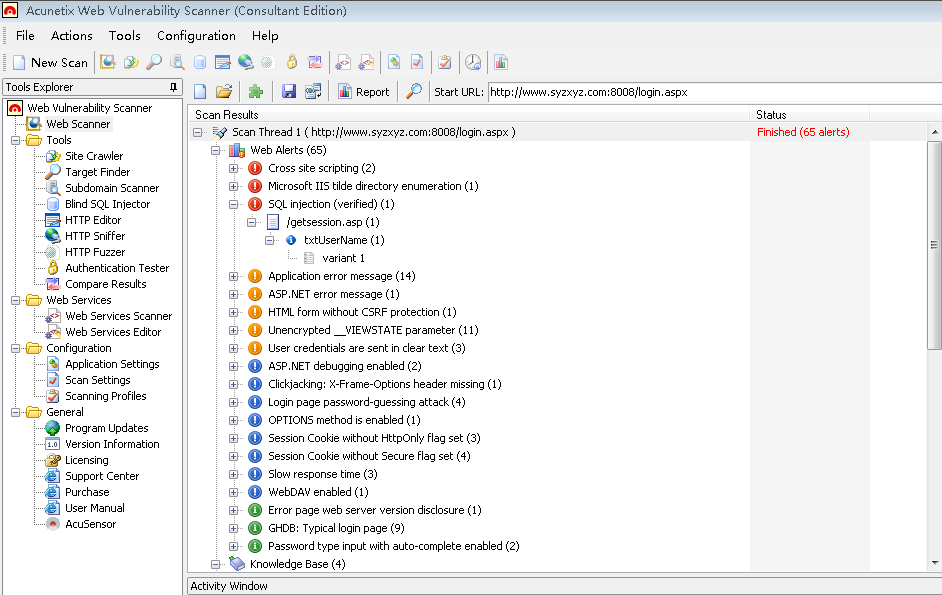 Acunetix Web Vulnerability Scanner (Consultant Edition)
File Actions Tools Configuration Help
New Scan
Tools Explorer
Web Vulnerability Scanner
Web Scanner
Tools
Site Crawler
Target Finder
Subdomain Scanner
Blind SQL Injector
HTTP Editor
HTTP Sniffer
HTTP Fuzzer
Authentication Tester
Compare Results
Web Services
Web Services Scanner
Web Services Editor
Configuration
Application Settings
Scan Settings
Scanning Profiles
General
Program Updates
1.0 Version Information
Licensing
Support Center
Purchase
User Manual
AcuSensor
Report Start URL: http://www.syzxyz.com:8008/login.aspx
Scan Results Status
Scan Thread 1 ( http://www.syzxyz.com:8008/login.aspx ) Finished (65 alerts)
Web Alerts (65)
Cross site scripting (2)
Microsoft IIS tilde directory enumeration (1)
SQL injection (verified) (1)
/getsession.asp (1)
txtUserName (1)
variant 1
Application error message (14)
ASP.NET error message (1)
HTML form without CSRF protection (1)
Unencrypted __VIEWSTATE parameter (11)
User credentials are sent in clear text (3)
ASP.NET debugging enabled (2)
Clickjacking: X-Frame-Options header missing (1)
Login page password-guessing attack (4)
OPTIONS method is enabled (1)
Session Cookie without HttpOnly flag set (3)
Session Cookie without Secure flag set (4)
Slow response time (3)
WebDAV enabled (1)
Error page web server version disclosure (1)
GHDB: Typical login page (9)
Password type input with auto-complete enabled (2)
Knowledge Base (4)
Activity Window